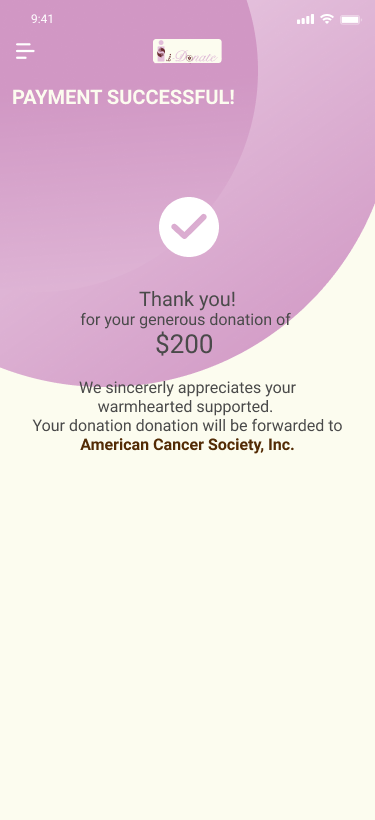 9:41
i Donate
PAYMENT SUCCESSFUL!
Thank you!
for your generous donation of
$200
We sincererly appreciates your
warmhearted supported.
Your donation donation will be forwarded to
American Cancer Society, Inc.